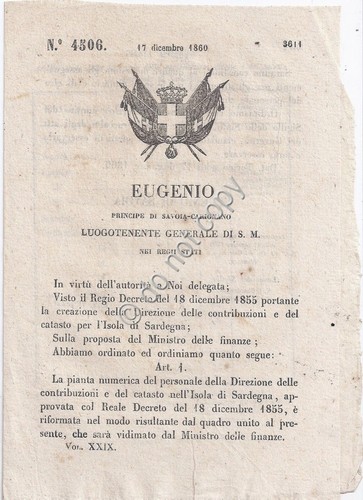 N.° 4506. 17 dicembre 1860 3611
EUGENIO
PRINCIPE DI SAVOIA-CARIGNANO
LUOGOTENENTE GENERALE DI S. M.
NEI REGII STATI
In virtù dell'autorità a Noi delegata;
Visto il Regio Decreto del 18 dicembre 1855 portante
la creazione della Direzione delle contribuzioni e del
catasto per l'Isola di Sardegna;
Sulla proposta del Ministro delle finanze;
Abbiamo ordinato ed ordiniamo quanto segue:
Art. 1.
La pianta numerica del personale della Direzione delle
contribuzioni e del catasto nell'Isola di Sardegna, ap-
provata col Reale Decreto del 18 dicembre 1855, è
riformata nel modo risultante dal quadro unito al pre-
sente, che sarà vidimato dal Ministro delle finanze.
VOL. XXIX.
do not copy